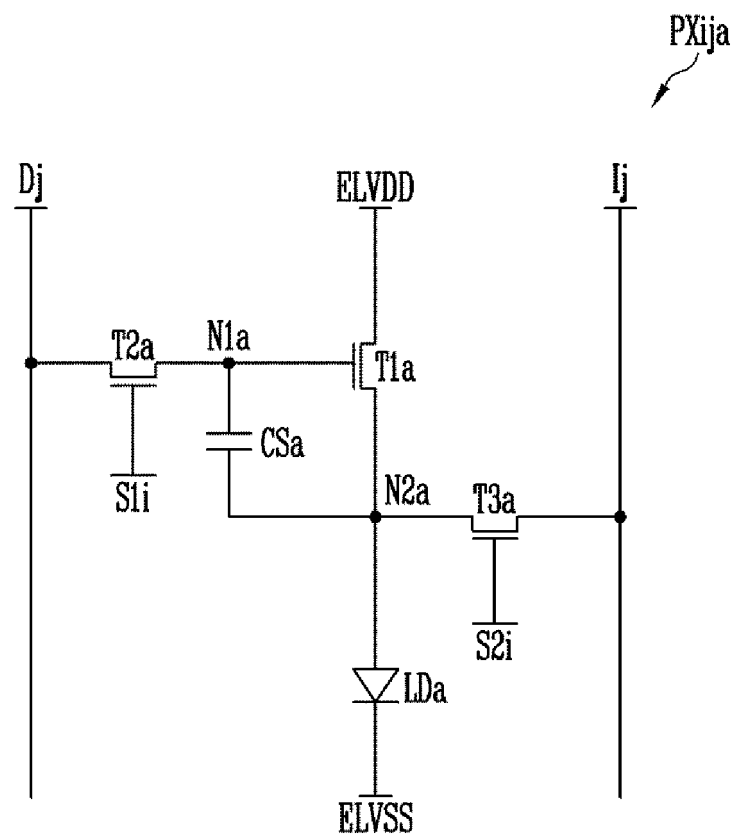 PXija
Dj
ELVDD
Ij
T2a
N1a
T1a
CSa
S1i
N2a
T3a
S2i
LDa
ELVSS